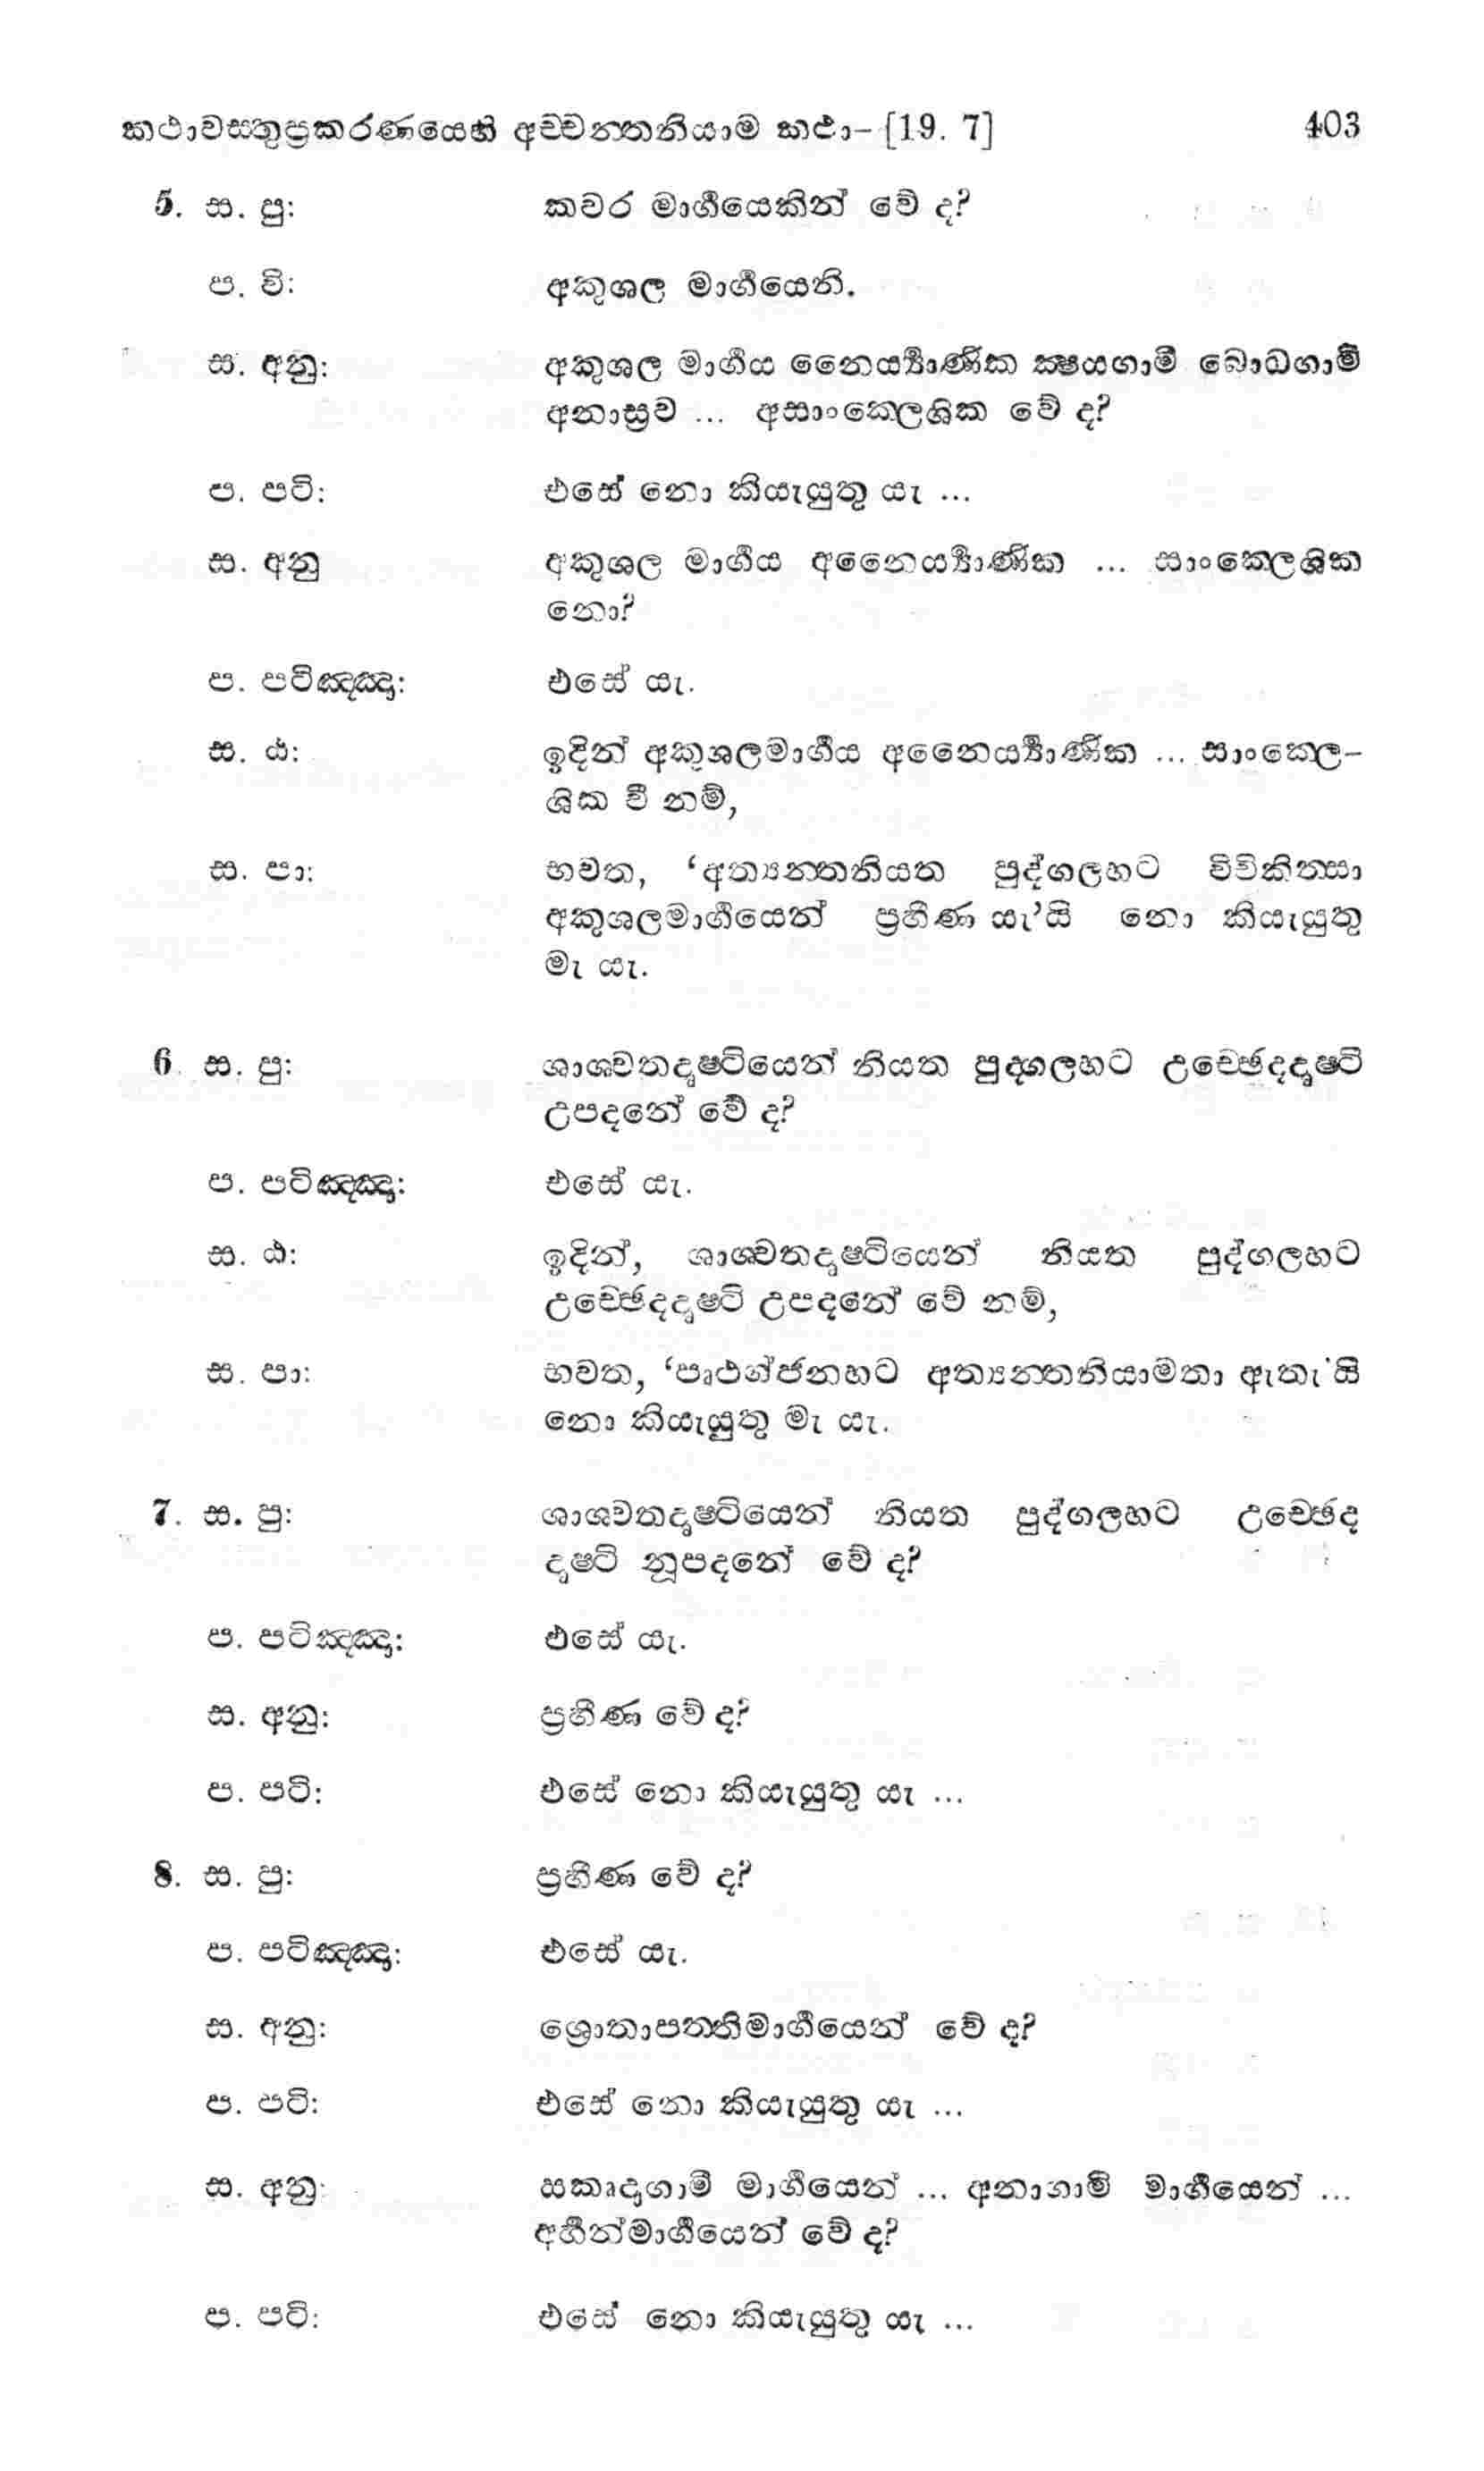 කථාවස්තුප්‍රකරණයෙහි අච්චන්තනියාම කථා-[19. 7] 403
5. ස. පු: කවර මාර්ගයෙකින් වේ ද?
ප. වි: අකුශල මාර්ගයෙනි.
ස. අනු: අකුශල මාර්ගය නෛර්ය්‍යාණික ක්‍ෂයගාමී බොධගාමී
අනාස්‍රව ... අසාංක්ලෙශික වේ ද?
ප. පටි: එසේ නො කියැයුතු යැ ...
ස. අනු අකුශල මාර්ගය අනෛර්ය්‍යාණික ... සාංක්ලෙශික
නො?
ප. පටිඤ්ඤා: එසේ යැ.
ස. ඨ: ඉදින් අකුශලමාර්ගය අනෛර්ය්‍යාණික ... සාංක්ලෙ-
ශික වී නම්,
ස. පා: භවත, ‘අත්‍යන්තනියත පුද්ගලහට විචිකිත්සා
අකුශලමාර්ගයෙන් ප්‍රහීණ යැ’යි නො කියැයුතු
මැ යැ.
6. ස. පු: ශාශ්වතදෘෂ්ටියෙන් නියත පුද්ගලහට උච්ඡෙදදෘෂ්ටි
උපදනේ වේ ද?
ප. පටිඤ්ඤා: එසේ යැ.
ස. ඨ: ඉදින්, ශාශ්වතදෘෂ්ටියෙන් නියත පුද්ගලහට
උච්ඡෙදදෘෂ්ටි උපදනේ වේ නම්,
ස. පා: භවත, ‘පෘථග්ජනහට අත්‍යන්තනියාමතා ඇතැ’යි
නො කියැයුතු මැ යැ.
7. ස. පු: ශාශ්වතදෘෂ්ටියෙන් නියත පුද්ගලහට උච්ඡෙද
දෘෂ්ටි නූපදනේ වේ ද?
ප. පටිඤ්ඤා: එසේ යැ.
ස. අනු: ප්‍රහීණ වේ ද?
ප. පටි: එසේ නො කියැයුතු යැ ...
8. ස. පු: ප්‍රහීණ වේ ද?
ප. පටිඤ්ඤා: එසේ යැ.
ස. අනු: ශ්‍රොතාපත්තිමාර්ගයෙන් වේ ද?
ප. පටි: එසේ නො කියැයුතු යැ ...
ස. අනු: සකෘදාගාමී මාර්ගයෙන් ... අනාගාමි මාර්ගයෙන් ...
අර්හත්මාර්ගයෙන් වේ ද?
ප. පටි: එසේ නො කියැයුතු යැ ...